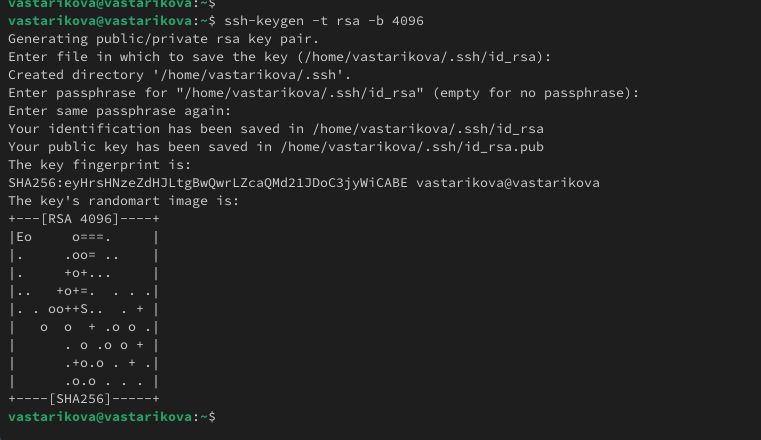 vastarikova@vastarikova:~$
vastarikova@vastarikova:~$ ssh-keygen -t rsa -b 4096
Generating public/private rsa key pair.
Enter file in which to save the key (/home/vastarikova/.ssh/id_rsa):
Created directory '/home/vastarikova/.ssh'.
Enter passphrase for "/home/vastarikova/.ssh/id_rsa" (empty for no passphrase):
Enter same passphrase again:
Your identification has been saved in /home/vastarikova/.ssh/id_rsa
Your public key has been saved in /home/vastarikova/.ssh/id_rsa.pub
The key fingerprint is:
SHA256:eyHrsHNzeZdHJLtgBwQwrLZcaQMd21JDoC3jyWiCABE vastarikova@vastarikova
The key's randomart image is:
+---[RSA 4096]----+
|Eo     o===.     |
|.     .oo= ..    |
|.     +o+...     |
|..   +o+=.  . . .|
|. . oo++S..  . + |
|   o  o  + .o o .|
|      . o .o o + |
|      .+o.o . + .|
|      .o.o . . . |
+----[SHA256]-----+
vastarikova@vastarikova:~$